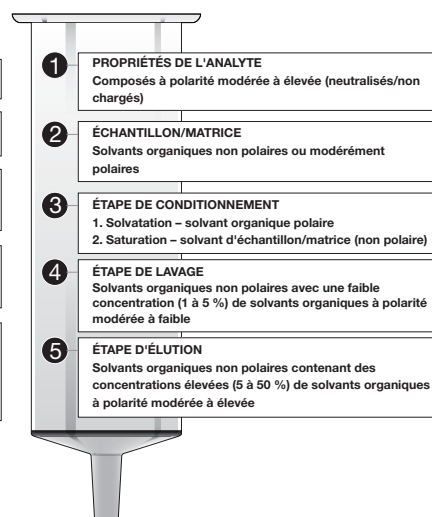 1
PROPRIÉTÉS DE L'ANALYTE
Composés à polarité modérée à élevée (neutralisés/non
chargés)
2
ÉCHANTILLON/MATRICE
Solvants organiques non polaires ou modérément
polaires
3
ÉTAPE DE CONDITIONNEMENT
1. Solvatation – solvant organique polaire
2. Saturation – solvant d'échantillon/matrice (non polaire)
4
ÉTAPE DE LAVAGE
Solvants organiques non polaires avec une faible
concentration (1 à 5 %) de solvants organiques à polarité
modérée à faible
5
ÉTAPE D'ÉLUTION
Solvants organiques non polaires contenant des
concentrations élevées (5 à 50 %) de solvants organiques
à polarité modérée à élevée